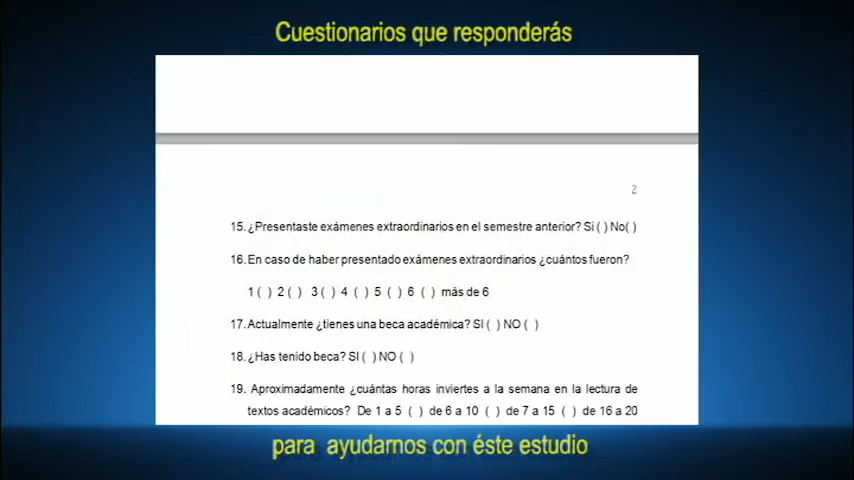 Cuestionarios que responderás
2
15. ¿Presentaste exámenes extraordinarios en el semestre anterior? Si ( ) No( )
16. En caso de haber presentado exámenes extraordinarios ¿cuántos fueron?
1 ( ) 2 ( ) 3 ( ) 4 ( ) 5 ( ) 6 ( ) más de 6
17. Actualmente ¿tienes una beca académica? SI ( ) NO ( )
18. ¿Has tenido beca? SI ( ) NO ( )
19. Aproximadamente ¿cuántas horas inviertes a la semana en la lectura de
textos académicos? De 1 a 5 ( ) de 6 a 10 ( ) de 7 a 15 ( ) de 16 a 20
para ayudarnos con éste estudio